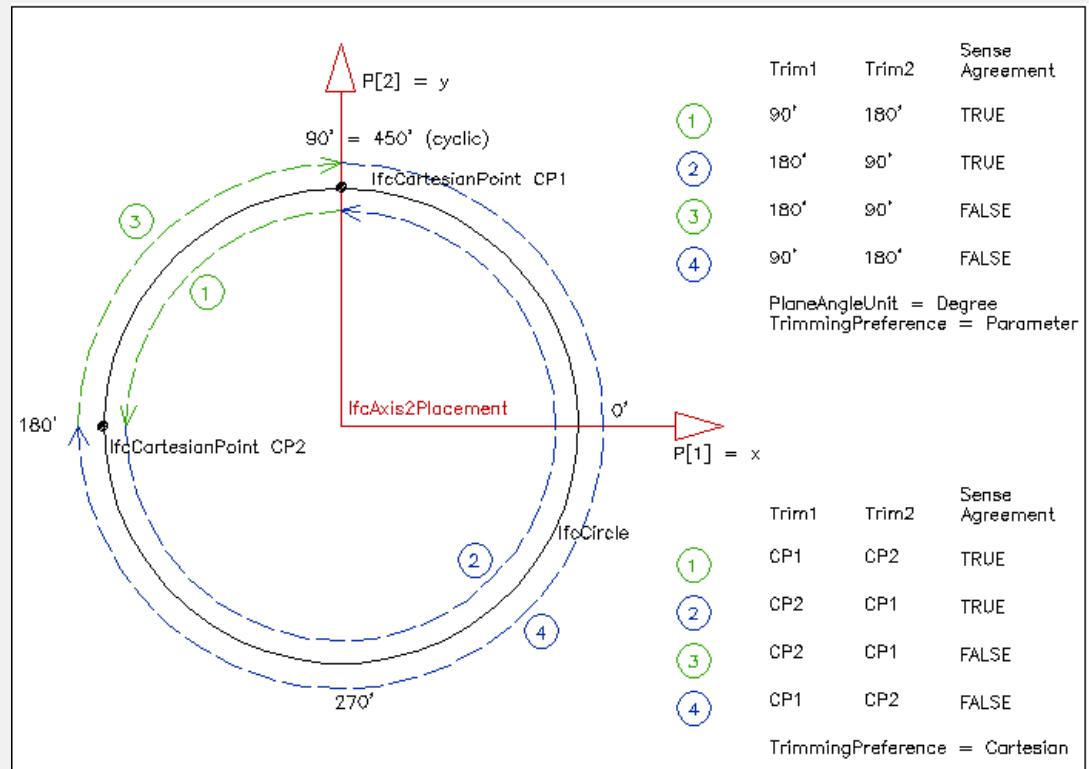 P[2] = y
90' = 450' (cyclic)
IfcCartesianPoint CP1
3
1
IfcAxis2Placement
0'
180'
IfcCartesianPoint CP2
P[1] = x
IfcCircle
2
4
270'
Sense
Trim1 Trim2 Agreement
1 90' 180' TRUE
2 180' 90' TRUE
3 180' 90' FALSE
4 90' 180' FALSE
PlaneAngleUnit = Degree
TrimmingPreference = Parameter
Sense
Trim1 Trim2 Agreement
1 CP1 CP2 TRUE
2 CP2 CP1 TRUE
3 CP2 CP1 FALSE
4 CP1 CP2 FALSE
TrimmingPreference = Cartesian